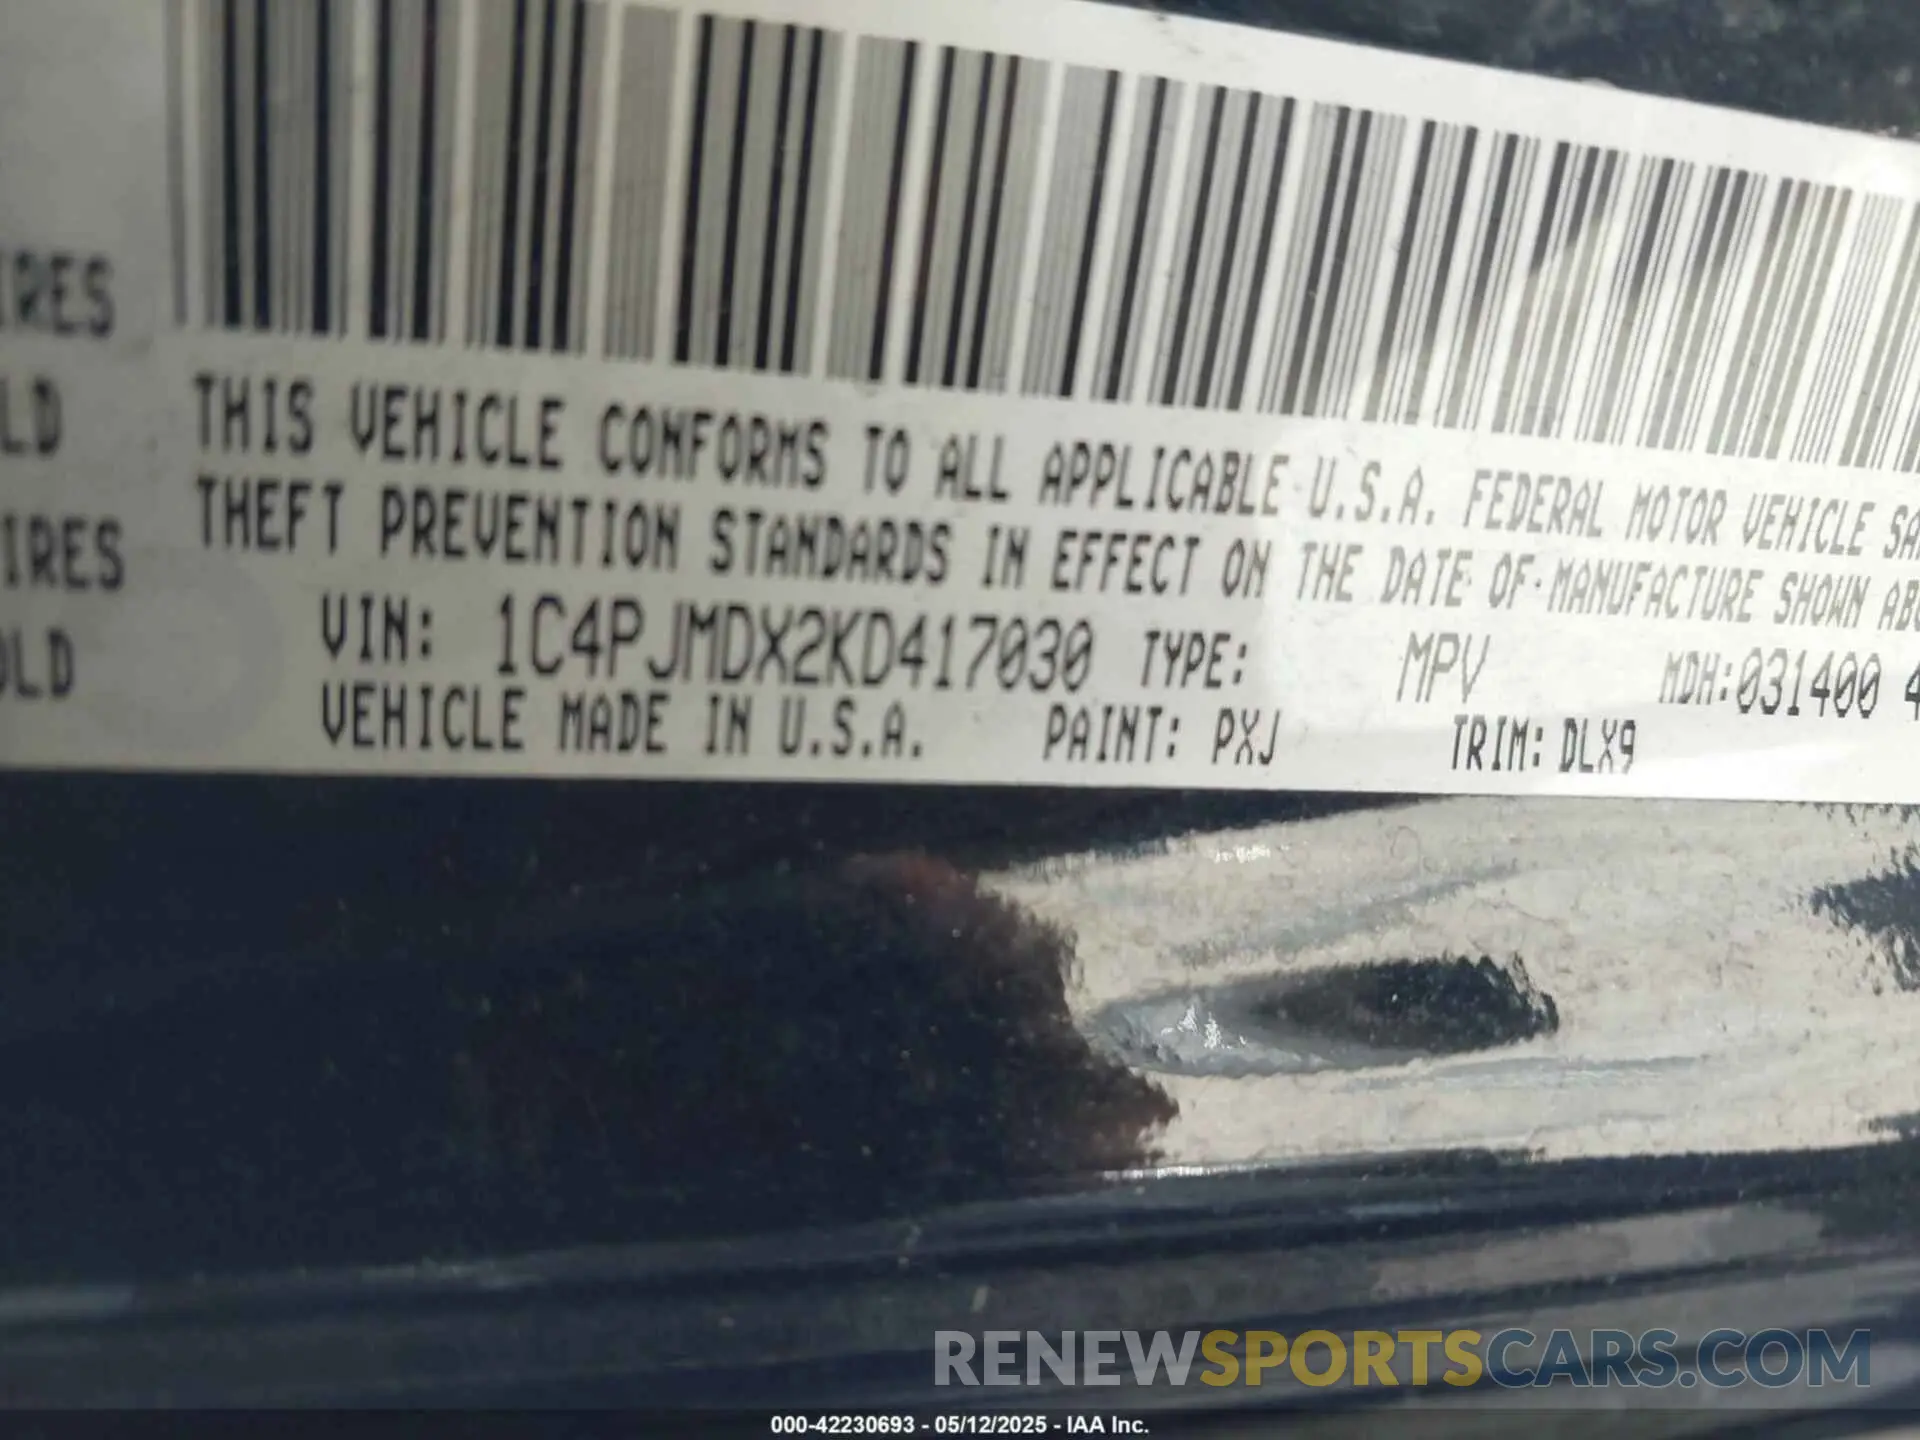 IRES
LD
IRES
OLD
THIS VEHICLE CONFORMS TO ALL APPLICABLE U.S.A. FEDERAL MOTOR VEHICLE SA
THEFT PREVENTION STANDARDS IN EFFECT ON THE DATE OF MANUFACTURE SHOWN ABO
VIN: 1C4PJMDX2KD417030 TYPE: MPV MDH:031400 4
VEHICLE MADE IN U.S.A. PAINT: PXJ TRIM: DLX9
RENEWSPORTSCARS.COM
000-42230693 - 05/12/2025 - IAA Inc.